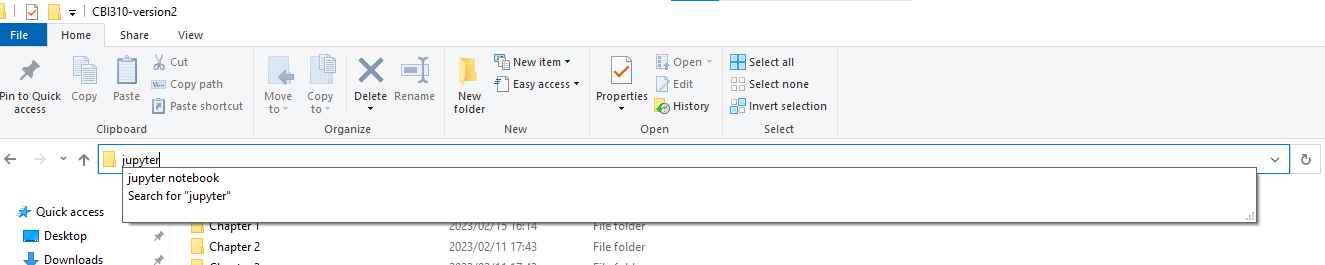 CBI310-version2
File Home Share View
Pin to Quick access
Copy
Paste
Cut
Copy path
Paste shortcut
Clipboard
Move to
Copy to
Delete
Rename
Organize
New folder
New item
Easy access
New
Properties
Open
Edit
History
Open
Select all
Select none
Invert selection
Select
jupyter
jupyter notebook
Search for "jupyter"
Quick access
Chapter 1 2023/02/15 16:14 File folder
Desktop
Chapter 2 2023/02/11 17:43 File folder
Downloads